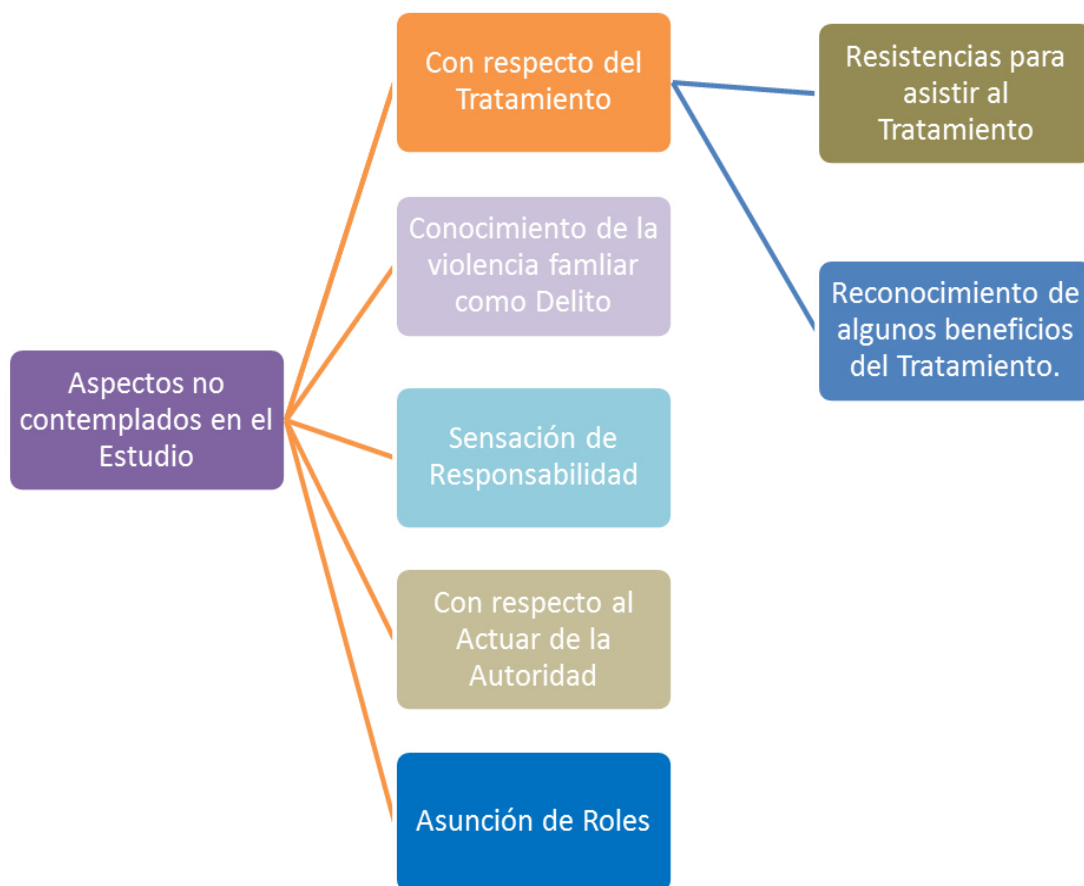 Aspectos no
contemplados en el
Estudio
Con respecto del
Tratamiento
Resistencias para
asistir al
Tratamiento
Reconocimiento de
algunos beneficios
del Tratamiento.
Conocimiento de la
violencia famliar
como Delito
Sensación de
Responsabilidad
Con respecto al
Actuar de la
Autoridad
Asunción de Roles